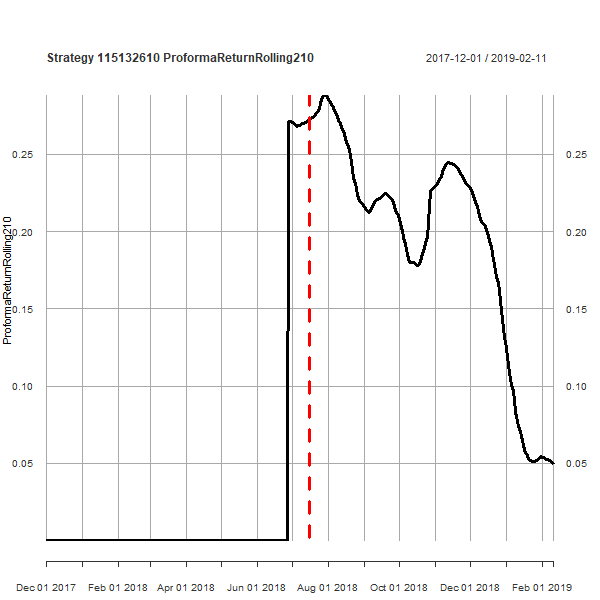 Strategy 115132610 ProformaReturnRolling210
2017-12-01 / 2019-02-11
ProformaReturnRolling210
0.25
0.20
0.15
0.10
0.05
0.25
0.20
0.15
0.10
0.05
Dec 01 2017
Feb 01 2018
Apr 01 2018
Jun 01 2018
Aug 01 2018
Oct 01 2018
Dec 01 2018
Feb 01 2019